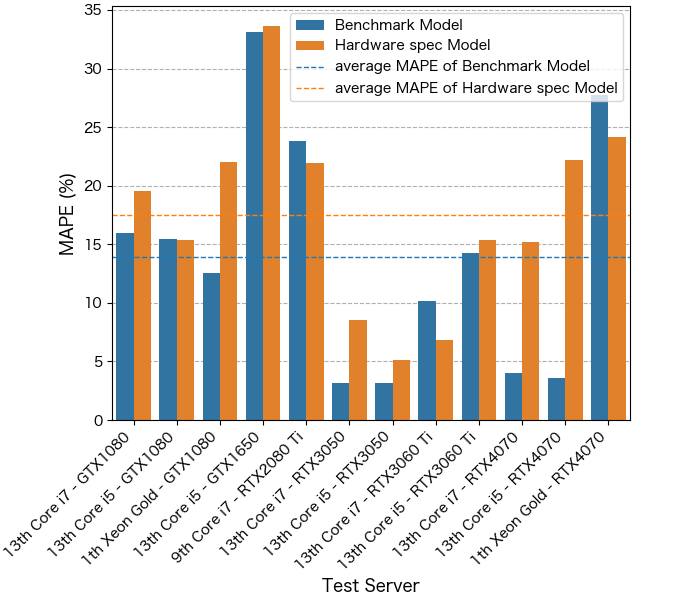 35
30
25
20
15
10
5
0
MAPE (%)
Benchmark Model
Hardware spec Model
average MAPE of Benchmark Model
average MAPE of Hardware spec Model
13th Core i7 - GTX1080
13th Core i5 - GTX1080
1th Xeon Gold - GTX1080
13th Core i5 - GTX1650
9th Core i7 - RTX2080 Ti
13th Core i7 - RTX3050
13th Core i5 - RTX3050
13th Core i7 - RTX3060 Ti
13th Core i5 - RTX3060 Ti
13th Core i7 - RTX4070
13th Core i5 - RTX4070
1th Xeon Gold - RTX4070
Test Server